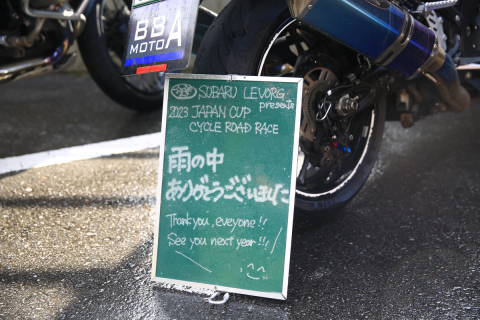 BBA
MOTO
SUBARU LEVORG
presents
2023 JAPAN CUP
CYCLE ROAD RACE
雨の中
ありがとうございました
Thank you, eveyone!!
See you next year!!